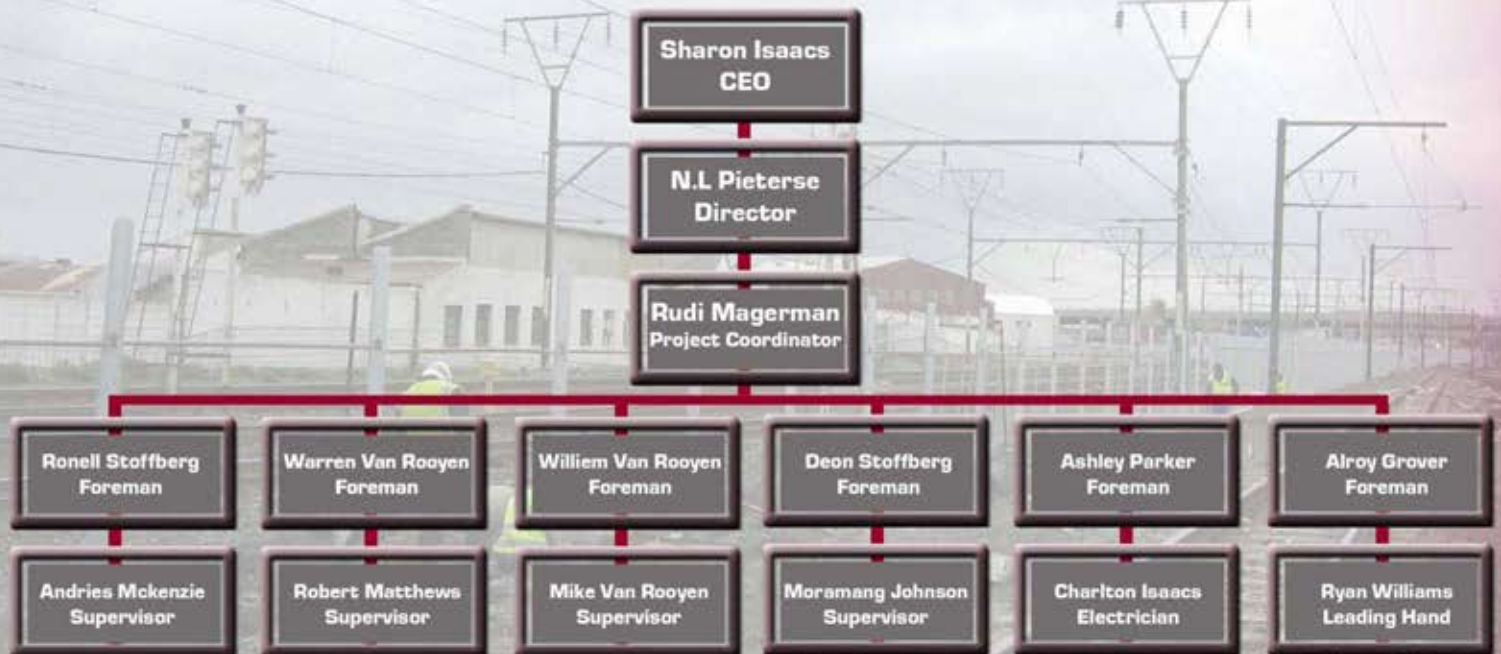 Sharon Isaacs
CEO
N.L Pieterse
Director
Rudi Magerman
Project Coordinator
Ronell Stoffberg
Foreman
Warren Van Rooyen
Foreman
Williem Van Rooyen
Foreman
Deon Stoffberg
Foreman
Ashley Parker
Foreman
Alroy Grover
Foreman
Andries Mckenzie
Supervisor
Robert Matthews
Supervisor
Mike Van Rooyen
Supervisor
Moramang Johnson
Supervisor
Charlton Isaacs
Electrician
Ryan Williams
Leading Hand